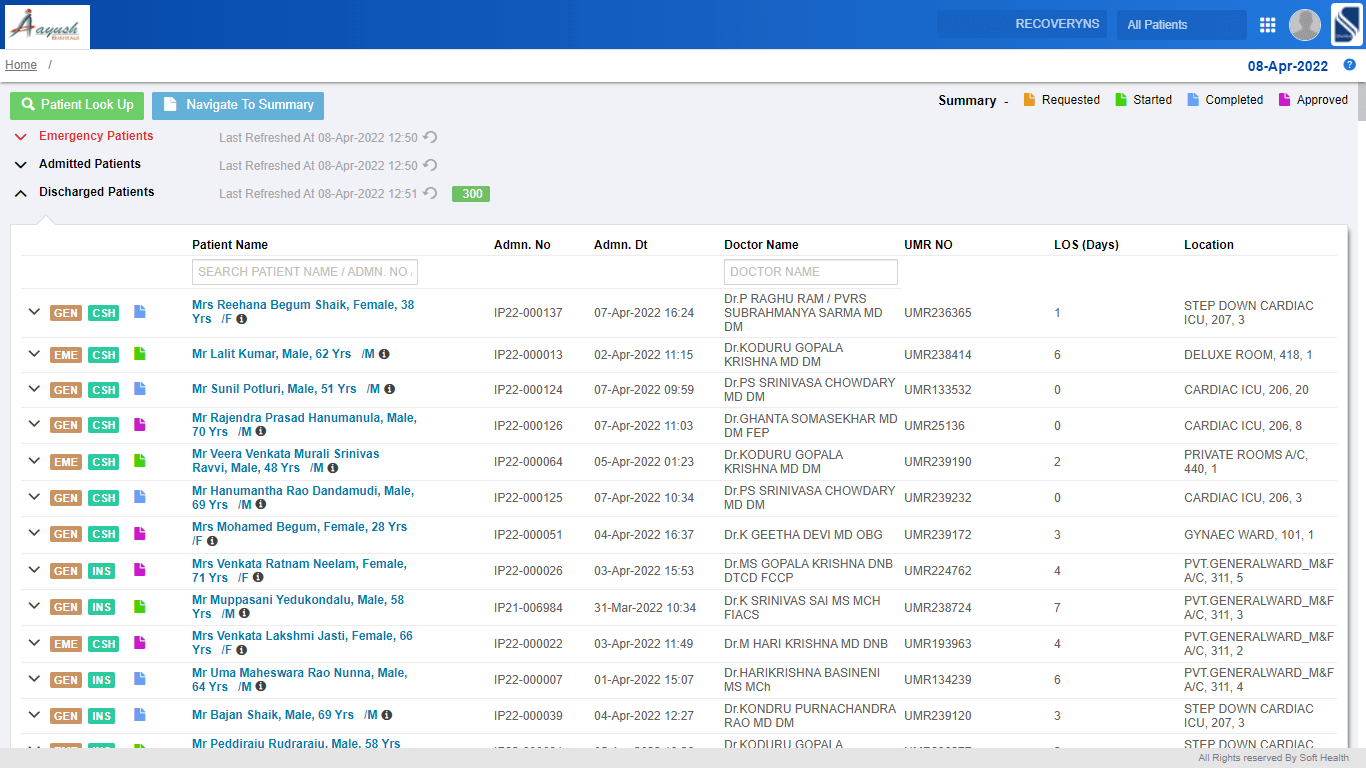 Aayush
RECOVERYNS
All Patients
Home /
08-Apr-2022
Patient Look Up
Navigate To Summary
Summary -
Requested
Started
Completed
Approved
Emergency Patients
Last Refreshed At 08-Apr-2022 12:50
Admitted Patients
Last Refreshed At 08-Apr-2022 12:50
Discharged Patients
Last Refreshed At 08-Apr-2022 12:51
300
Patient Name Admn. No Admn. Dt Doctor Name UMR NO LOS (Days) Location
SEARCH PATIENT NAME / ADMN. NO
DOCTOR NAME
GEN CSH
Mrs Reehana Begum Shaik, Female, 38
Yrs /F
IP22-000137
07-Apr-2022 16:24
Dr.P RAGHU RAM / PVRS
SUBRAHMANYA SARMA MD
DM
UMR236365
1
STEP DOWN CARDIAC
ICU, 207, 3
EME CSH
Mr Lalit Kumar, Male, 62 Yrs /M
IP22-000013
02-Apr-2022 11:15
Dr.KODURU GOPALA
KRISHNA MD DM
UMR238414
6
DELUXE ROOM, 418, 1
GEN CSH
Mr Sunil Potluri, Male, 51 Yrs /M
IP22-000124
07-Apr-2022 09:59
Dr.PS SRINIVASA CHOWDARY
MD DM
UMR133532
0
CARDIAC ICU, 206, 20
GEN CSH
Mr Rajendra Prasad Hanumanula, Male,
70 Yrs /M
IP22-000126
07-Apr-2022 11:03
Dr.GHANTA SOMASEKHAR MD
DM FEP
UMR25136
0
CARDIAC ICU, 206, 8
EME CSH
Mr Veera Venkata Murali Srinivas
Ravvi, Male, 48 Yrs /M
IP22-000064
05-Apr-2022 01:23
Dr.KODURU GOPALA
KRISHNA MD DM
UMR239190
2
PRIVATE ROOMS A/C,
440, 1
GEN CSH
Mr Hanumantha Rao Dandamudi, Male,
69 Yrs /M
IP22-000125
07-Apr-2022 10:34
Dr.PS SRINIVASA CHOWDARY
MD DM
UMR239232
0
CARDIAC ICU, 206, 3
GEN CSH
Mrs Mohamed Begum, Female, 28 Yrs
/F
IP22-000051
04-Apr-2022 16:37
Dr.K GEETHA DEVI MD OBG
UMR239172
3
GYNAEC WARD, 101, 1
GEN INS
Mrs Venkata Ratnam Neelam, Female,
71 Yrs /F
IP22-000026
03-Apr-2022 15:53
Dr.MS GOPALA KRISHNA DNB
DTCD FCCP
UMR224762
4
PVT.GENERALWARD_M&F
A/C, 311, 5
GEN INS
Mr Muppasani Yedukondalu, Male, 58
Yrs /M
IP21-006984
31-Mar-2022 10:34
Dr.K SRINIVAS SAI MS MCH
FIACS
UMR238724
7
PVT.GENERALWARD_M&F
A/C, 311, 3
EME CSH
Mrs Venkata Lakshmi Jasti, Female, 66
Yrs /F
IP22-000022
03-Apr-2022 11:49
Dr.M HARI KRISHNA MD DNB
UMR193963
4
PVT.GENERALWARD_M&F
A/C, 311, 2
GEN INS
Mr Uma Maheswara Rao Nunna, Male,
64 Yrs /M
IP22-000007
01-Apr-2022 15:07
Dr.HARIKRISHNA BASINENI
MS MCh
UMR134239
6
PVT.GENERALWARD_M&F
A/C, 311, 4
GEN INS
Mr Bajan Shaik, Male, 69 Yrs /M
IP22-000039
04-Apr-2022 12:27
Dr.KONDRU PURNACHANDRA
RAO MD DM
UMR239120
3
STEP DOWN CARDIAC
ICU, 207, 3
Mr Peddiraju Rudraraju, Male, 58 Yrs
Dr.KODURU GOPALA
STEP DOWN CARDIAC
All Rights reserved By Soft Health